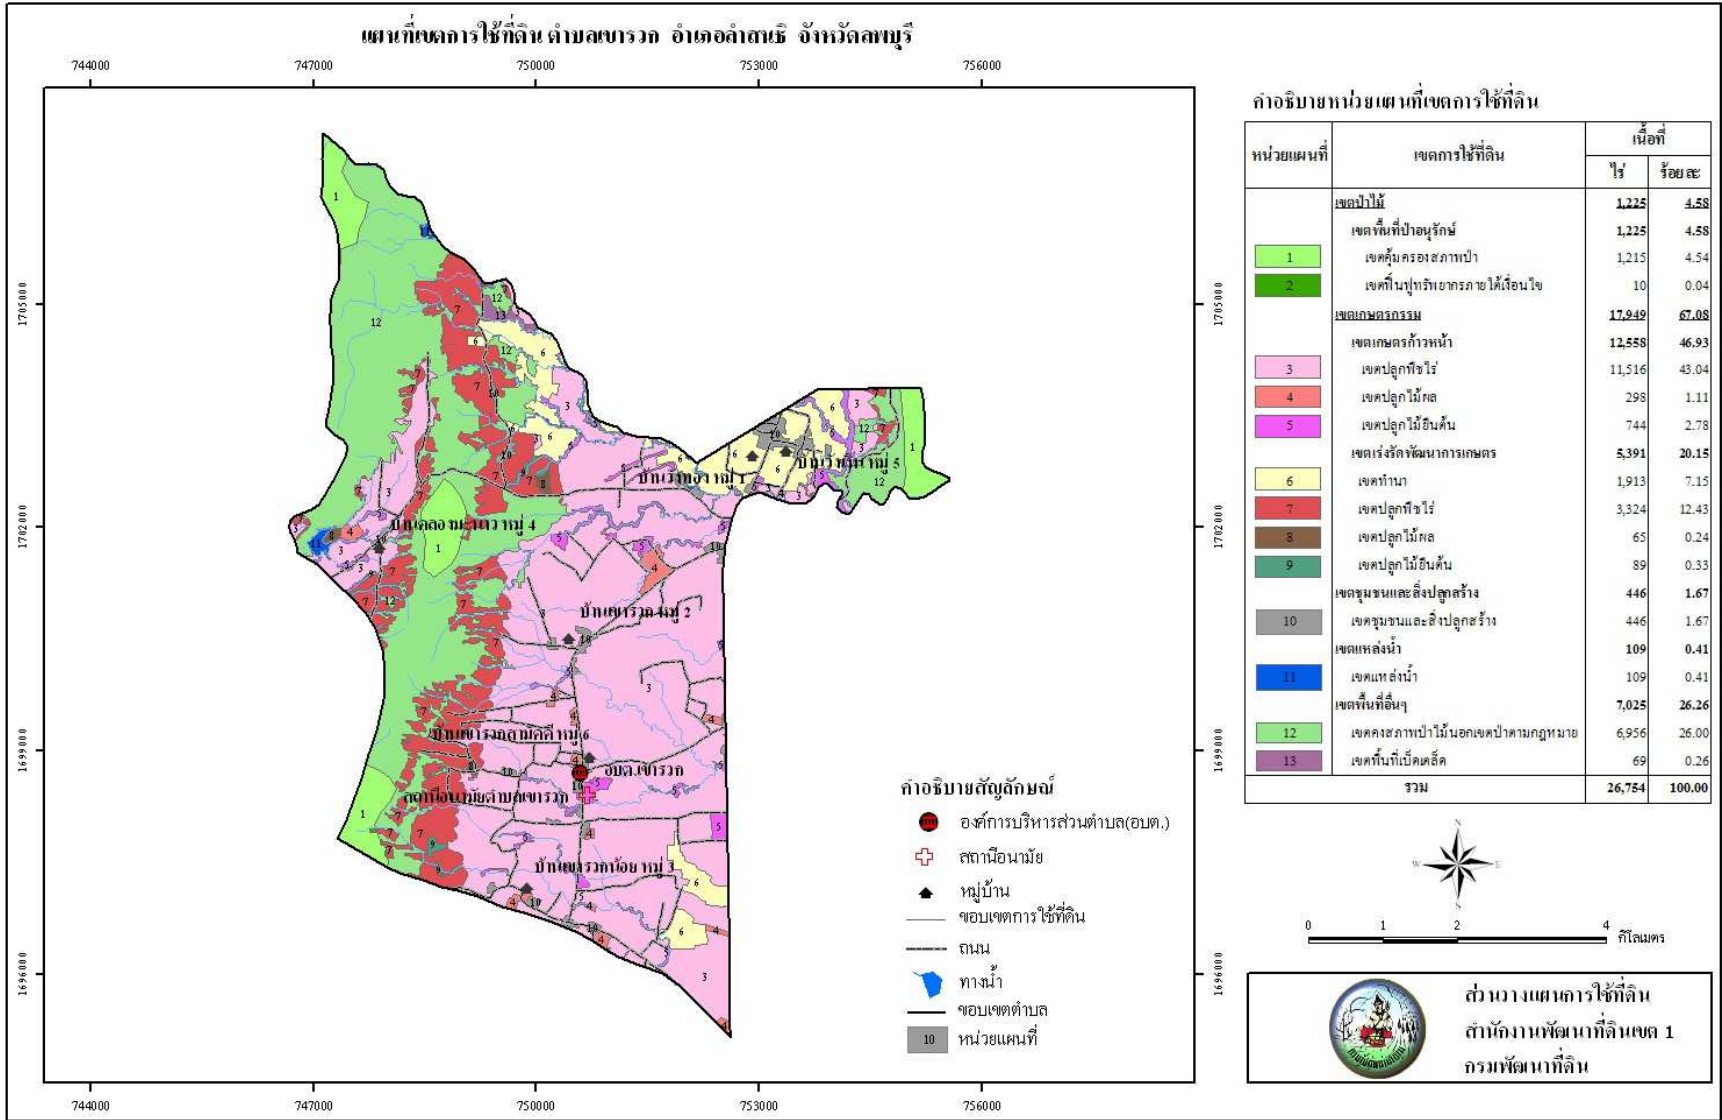 แผนที่เขตการใช้ที่ดิน ตำบลเขารวก อำเภอลำสนธิ จังหวัดลพบุรี
744000 747000 750000 753000 756000
1705000 1705000
1702000 1702000
1699000 1699000
1696000 1696000
744000 747000 750000 753000 756000
บ้านวังทอง หมู่ 1
หมู่ 5
บ้านคลองมะนาว หมู่ 4
บ้านเขารวก หมู่ 2
บ้านเขารวกสามัคคี หมู่ 6
อบต.เขารวก
สถานีอนามัยตำบลเขารวก
บ้านเขารวกน้อย หมู่ 3
คำอธิบายสัญลักษณ์
องค์การบริหารส่วนตำบล(อบต.)
สถานีอนามัย
หมู่บ้าน
ขอบเขตการใช้ที่ดิน
ถนน
ทางน้ำ
ขอบเขตตำบล
10 หน่วยแผนที่
คำอธิบายหน่วยแผนที่เขตการใช้ที่ดิน
หน่วยแผนที่ เขตการใช้ที่ดิน เนื้อที่
ไร่ ร้อยละ
เขตป่าไม้ 1,225 4.58
เขตพื้นที่ป่าอนุรักษ์ 1,225 4.58
1 เขตคุ้มครองสภาพป่า 1,215 4.54
2 เขตฟื้นฟูทรัพยากรภายใต้เงื่อนไข 10 0.04
เขตเกษตรกรรม 17,949 67.08
เขตเกษตรก้าวหน้า 12,558 46.93
3 เขตปลูกพืชไร่ 11,516 43.04
4 เขตปลูกไม้ผล 298 1.11
5 เขตปลูกไม้ยืนต้น 744 2.78
เขตเร่งรัดพัฒนาการเกษตร 5,391 20.15
6 เขตทำนา 1,913 7.15
7 เขตปลูกพืชไร่ 3,324 12.43
8 เขตปลูกไม้ผล 65 0.24
9 เขตปลูกไม้ยืนต้น 89 0.33
เขตชุมชนและสิ่งปลูกสร้าง 446 1.67
10 เขตชุมชนและสิ่งปลูกสร้าง 446 1.67
เขตแหล่งน้ำ 109 0.41
11 เขตแหล่งน้ำ 109 0.41
เขตพื้นที่อื่นๆ 7,025 26.26
12 เขตคงสภาพป่าไม้นอกเขตป่าตามกฎหมาย 6,956 26.00
13 เขตพื้นที่เบ็ดเตล็ด 69 0.26
รวม 26,754 100.00
N
W E
S
0 1 2 4
กิโลเมตร
ส่วนวางแผนการใช้ที่ดิน
สำนักงานพัฒนาที่ดินเขต 1
กรมพัฒนาที่ดิน